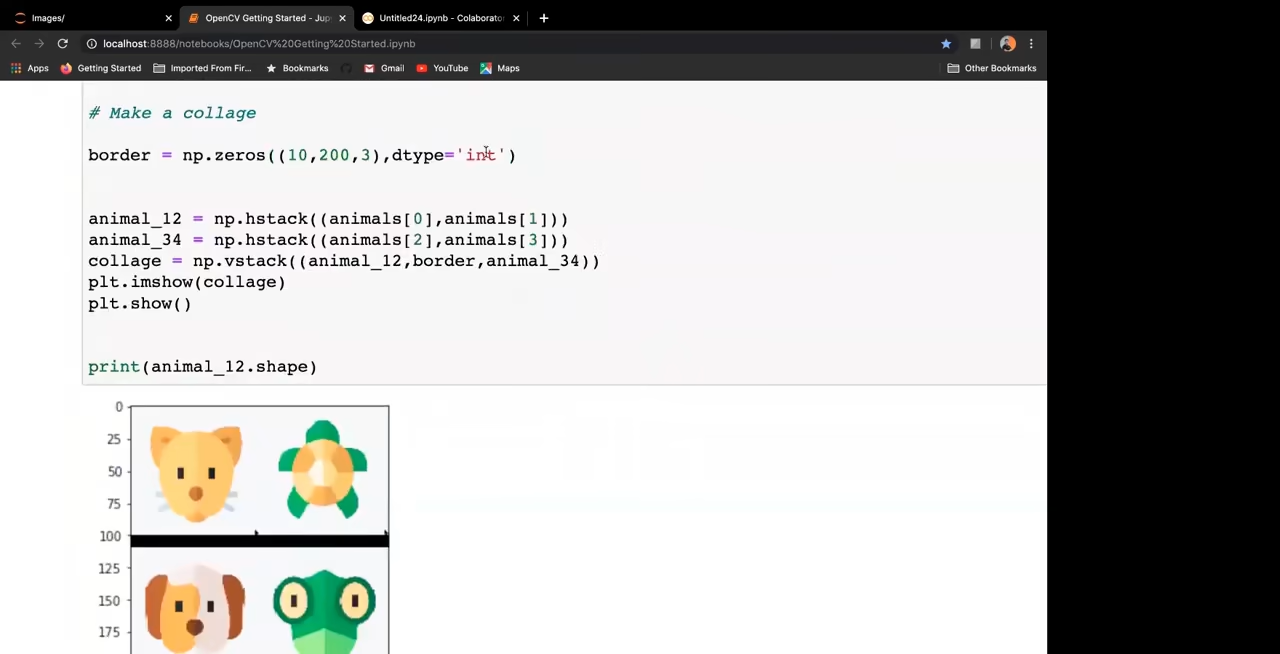 Images/
OpenCV Getting Started - Jup
Untitled24.ipynb - Colaborato
localhost:8888/notebooks/OpenCV%20Getting%20Started.ipynb
Apps Getting Started Imported From Fir... Bookmarks Gmail YouTube Maps Other Bookmarks
# Make a collage
border = np.zeros((10,200,3),dtype='int')
animal_12 = np.hstack((animals[0],animals[1]))
animal_34 = np.hstack((animals[2],animals[3]))
collage = np.vstack((animal_12,border,animal_34))
plt.imshow(collage)
plt.show()
print(animal_12.shape)
0
25
50
75
100
125
150
175